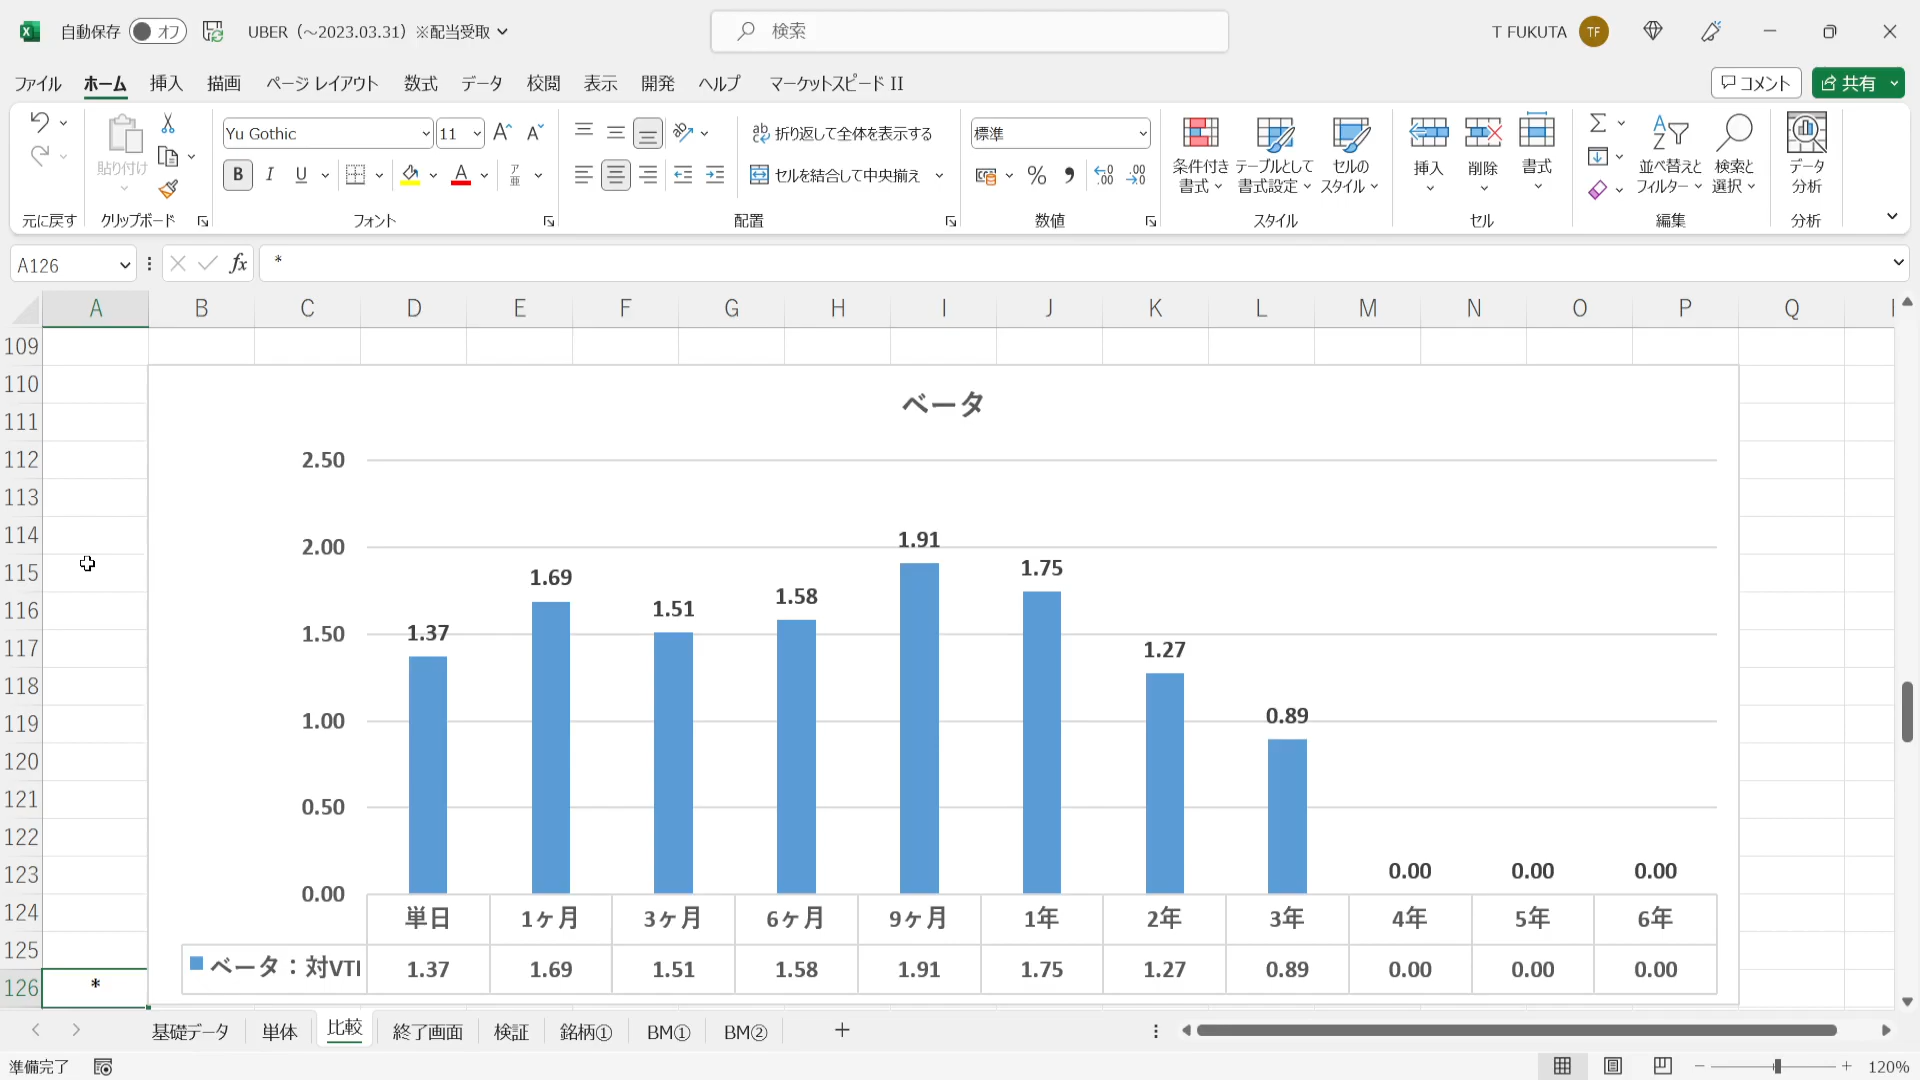 自動保存 オフ UBER（～2023.03.31）※配当受取 検索 T FUKUTA TF
ファイル ホーム 挿入 描画 ページ レイアウト 数式 データ 校閲 表示 開発 ヘルプ マーケットスピード II コメント 共有
貼り付け
Yu Gothic 11
折り返して全体を表示する
セルを結合して中央揃え
標準
条件付き書式 テーブルとして書式設定 セルのスタイル 挿入 削除 書式 並べ替えとフィルター 検索と選択 データ分析
元に戻す クリップボード フォント 配置 数値 スタイル セル 編集 分析
A126 fx *
A B C D E F G H I J K L M N O P Q
109
110
111
112
113
114
115
116
117
118
119
120
121
122
123
124
125
126 *
ベータ
2.50
2.00
1.50
1.00
0.50
0.00
1.37 1.69 1.51 1.58 1.91 1.75 1.27 0.89 0.00 0.00 0.00
単日 1ヶ月 3ヶ月 6ヶ月 9ヶ月 1年 2年 3年 4年 5年 6年
ベータ：対VTI 1.37 1.69 1.51 1.58 1.91 1.75 1.27 0.89 0.00 0.00 0.00
基礎データ 単体 比較 終了画面 検証 銘柄① BM① BM②
準備完了 120%